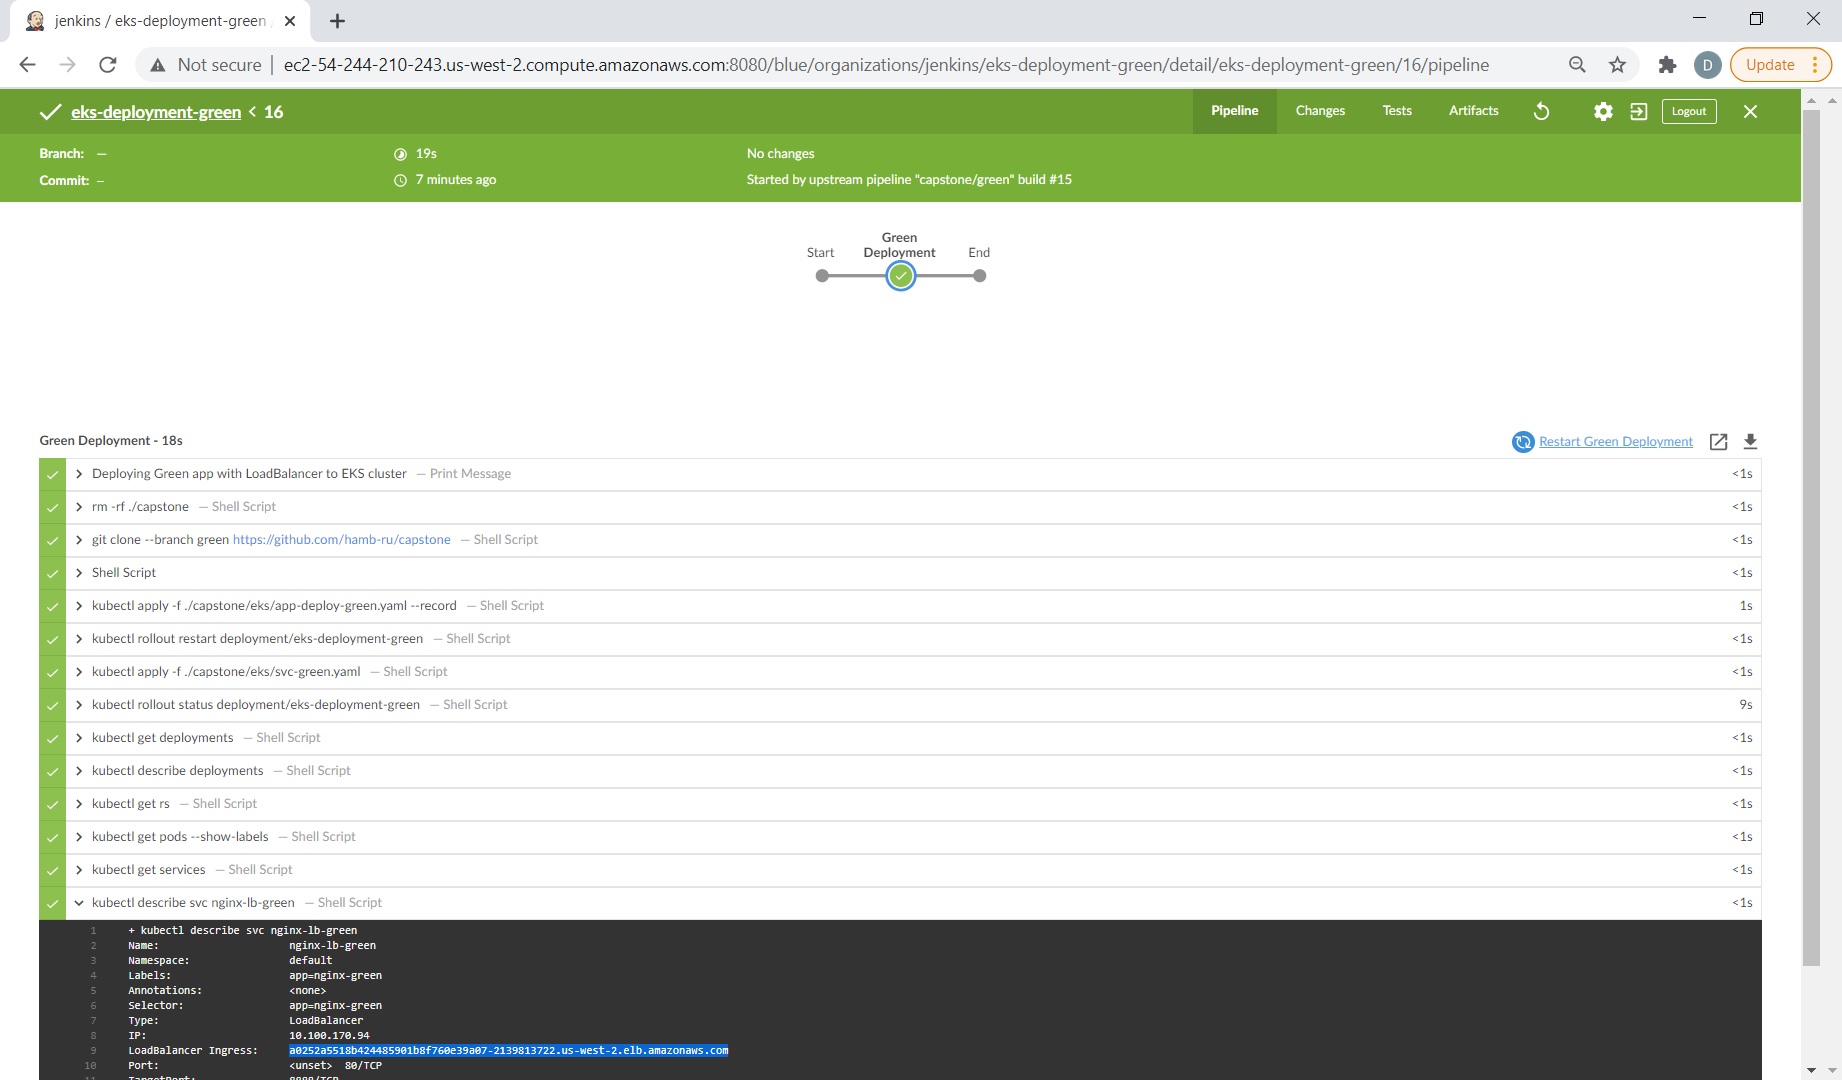 jenkins / eks-deployment-green
Not secure | ec2-54-244-210-243.us-west-2.compute.amazonaws.com:8080/blue/organizations/jenkins/eks-deployment-green/detail/eks-deployment-green/16/pipeline
D
Update
eks-deployment-green < 16
Pipeline
Changes
Tests
Artifacts
Logout
Branch: —
19s
No changes
Commit: –
7 minutes ago
Started by upstream pipeline "capstone/green" build #15
Start
Green
Deployment
End
Green Deployment - 18s
Restart Green Deployment
Deploying Green app with LoadBalancer to EKS cluster — Print Message <1s
rm -rf ./capstone — Shell Script <1s
git clone --branch green https://github.com/hamb-ru/capstone — Shell Script <1s
Shell Script <1s
kubectl apply -f ./capstone/eks/app-deploy-green.yaml --record — Shell Script 1s
kubectl rollout restart deployment/eks-deployment-green — Shell Script <1s
kubectl apply -f ./capstone/eks/svc-green.yaml — Shell Script <1s
kubectl rollout status deployment/eks-deployment-green — Shell Script 9s
kubectl get deployments — Shell Script <1s
kubectl describe deployments — Shell Script <1s
kubectl get rs — Shell Script <1s
kubectl get pods --show-labels — Shell Script <1s
kubectl get services — Shell Script <1s
kubectl describe svc nginx-lb-green — Shell Script <1s
1 + kubectl describe svc nginx-lb-green
2 Name: nginx-lb-green
3 Namespace: default
4 Labels: app=nginx-green
5 Annotations: <none>
6 Selector: app=nginx-green
7 Type: LoadBalancer
8 IP: 10.100.170.94
9 LoadBalancer Ingress: a0252a5518b424485901b8f760e39a07-2139813722.us-west-2.elb.amazonaws.com
10 Port: <unset> 80/TCP
11 TargetPort: